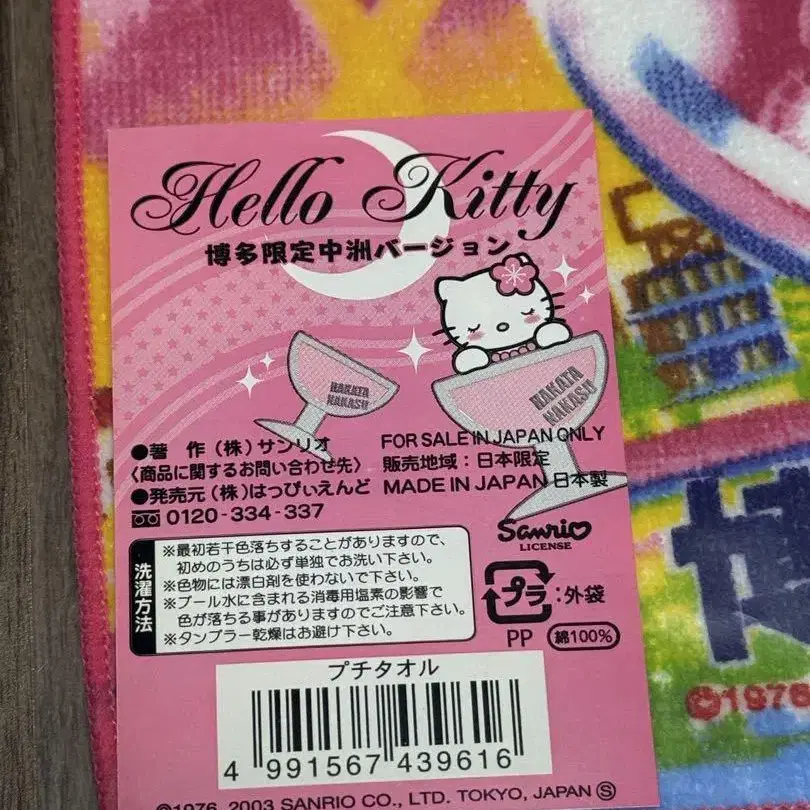 Hello Kitty
博多限定中洲バージョン
HAKATA
NAKASU
HAKATA
NAKASU
●著 作（株）サンリオ
〈商品に関するお問い合わせ先〉
●発売元（株）はっぴぃえんど
0120-334-337
FOR SALE IN JAPAN ONLY
販売地域：日本限定
MADE IN JAPAN 日本製
Sanrio
LICENSE
洗濯方法
※最初若干色落ちすることがありますので、
初めのうちは必ず単独でお洗い下さい。
※色物には漂白剤を使わないで下さい。
※プール水に含まれる消毒用塩素の影響で
色が落ちる事がありますのでご注意下さい。
※タンブラー乾燥はお避け下さい。
プラ：外袋
PP 綿100%
プチタオル
4 991567 439616
©1976, 2003 SANRIO CO., LTD. TOKYO, JAPAN Ⓢ
博
©1976